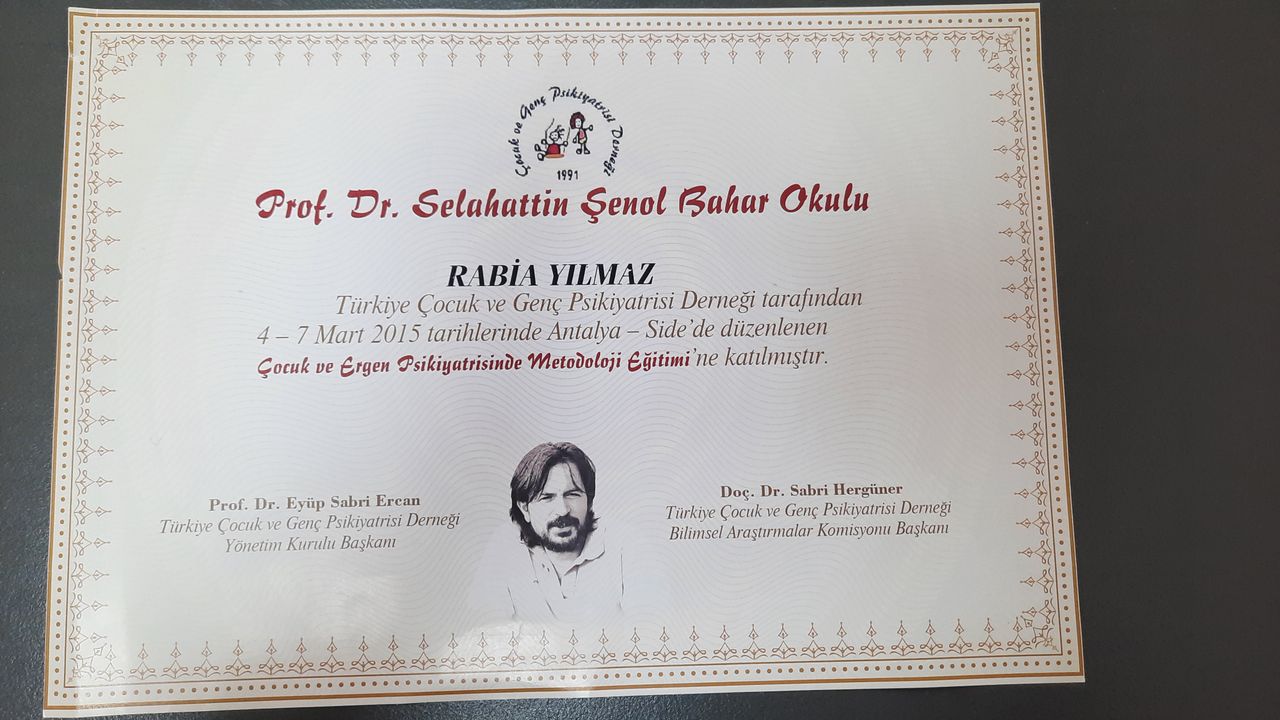 Çocuk ve Genç Psikiyatrisi Derneği
1991
Prof. Dr. Selahattin Şenol Bahar Okulu
RABİA YILMAZ
Türkiye Çocuk ve Genç Psikiyatrisi Derneği tarafından
4 – 7 Mart 2015 tarihlerinde Antalya – Side’de düzenlenen
Çocuk ve Ergen Psikiyatrisinde Metodoloji Eğitimi’ne katılmıştır.
Prof. Dr. Eyüp Sabri Ercan
Türkiye Çocuk ve Genç Psikiyatrisi Derneği
Yönetim Kurulu Başkanı
Doç. Dr. Sabri Hergüner
Türkiye Çocuk ve Genç Psikiyatrisi Derneği
Bilimsel Araştırmalar Komisyonu Başkanı